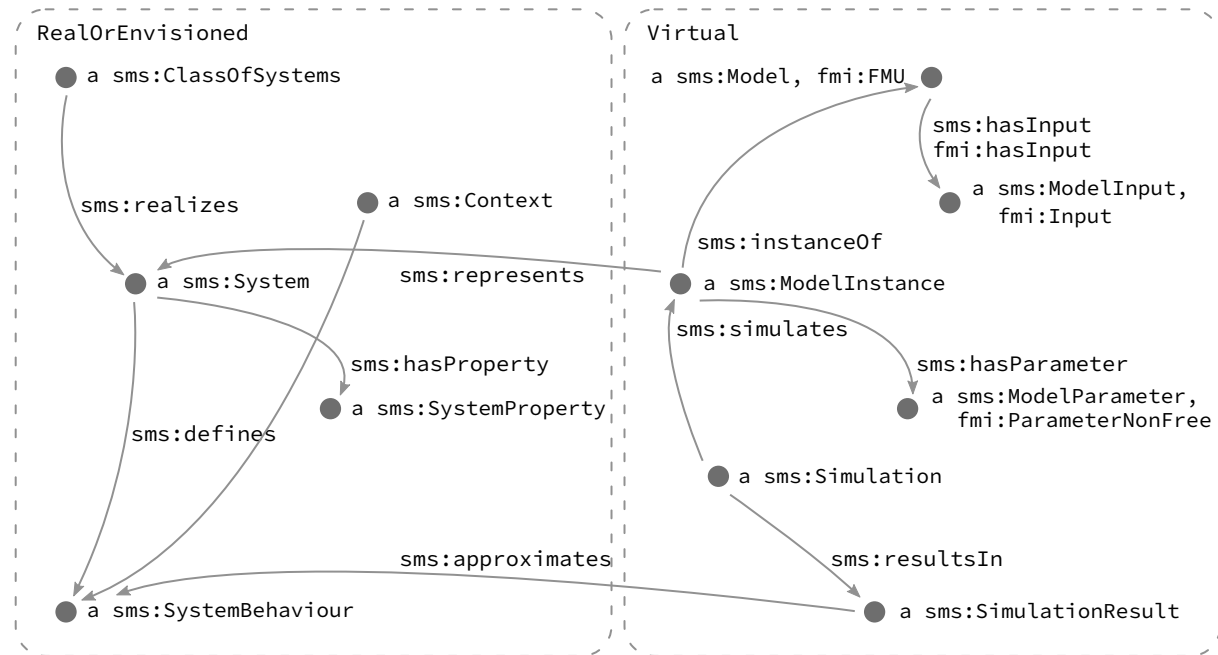 RealOrEnvisioned
a sms:ClassOfSystems
sms:realizes
a sms:Context
a sms:System
sms:represents
sms:hasProperty
a sms:SystemProperty
sms:defines
sms:approximates
a sms:SystemBehaviour
Virtual
a sms:Model, fmi:FMU
sms:hasInput
fmi:hasInput
a sms:ModelInput,
fmi:Input
sms:instanceOf
a sms:ModelInstance
sms:simulates
sms:hasParameter
a sms:ModelParameter,
fmi:ParameterNonFree
a sms:Simulation
sms:resultsIn
a sms:SimulationResult